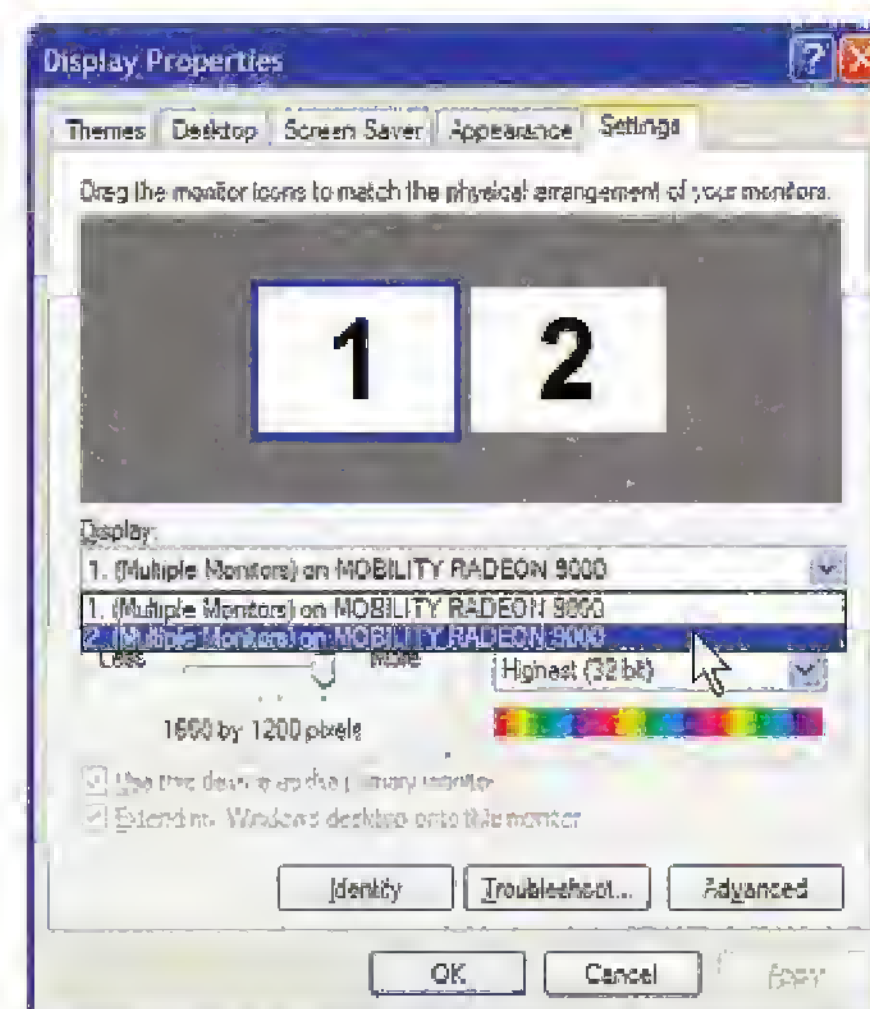 Display Properties
Themes Desktop Screen Saver Appearance Settings
Drag the monitor icons to match the physical arrangement of your monitors.
1 2
Display:
1. (Multiple Monitors) on MOBILITY RADEON 9000
1. (Multiple Monitors) on MOBILITY RADEON 9000
2. (Multiple Monitors) on MOBILITY RADEON 9000
Less More Highest (32 bit)
1600 by 1200 pixels
Use this device as the primary monitor
Extend my Windows desktop onto this monitor
Identify Troubleshoot... Advanced
OK Cancel Apply